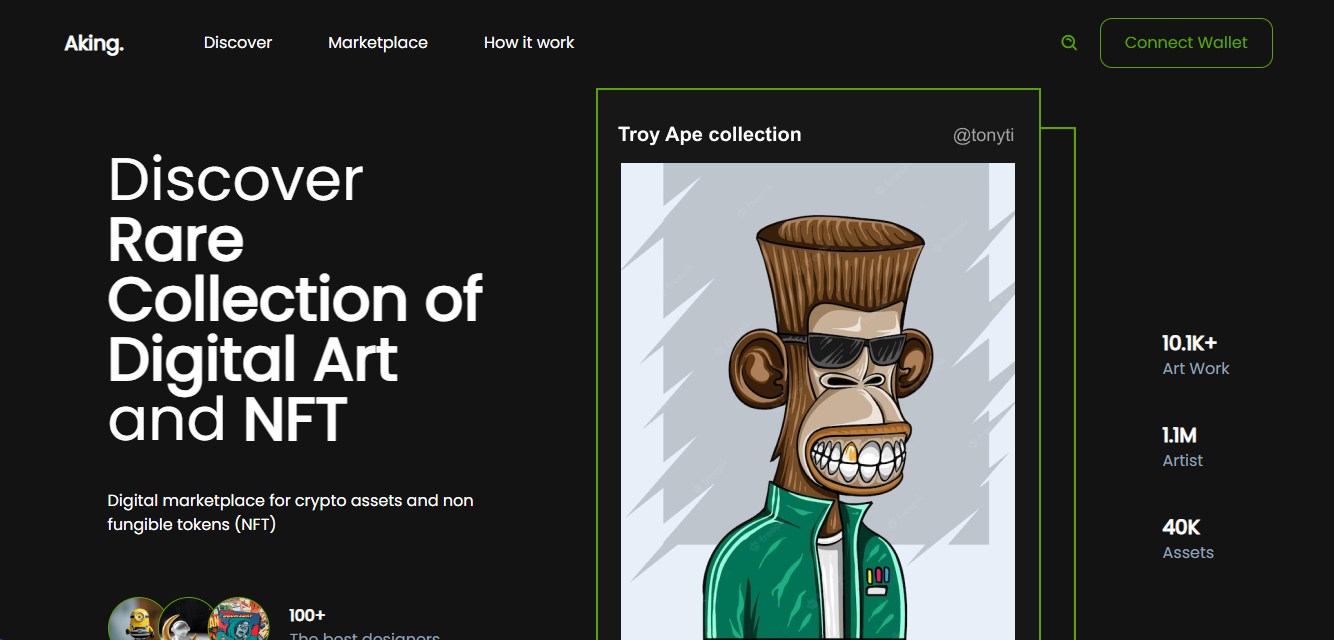 Aking.
Discover
Marketplace
How it work
Connect Wallet
Discover
Rare
Collection of
Digital Art
and NFT
Digital marketplace for crypto assets and non
fungible tokens (NFT)
100+
The best designers
Troy Ape collection
@tonyti
10.1K+
Art Work
1.1M
Artist
40K
Assets